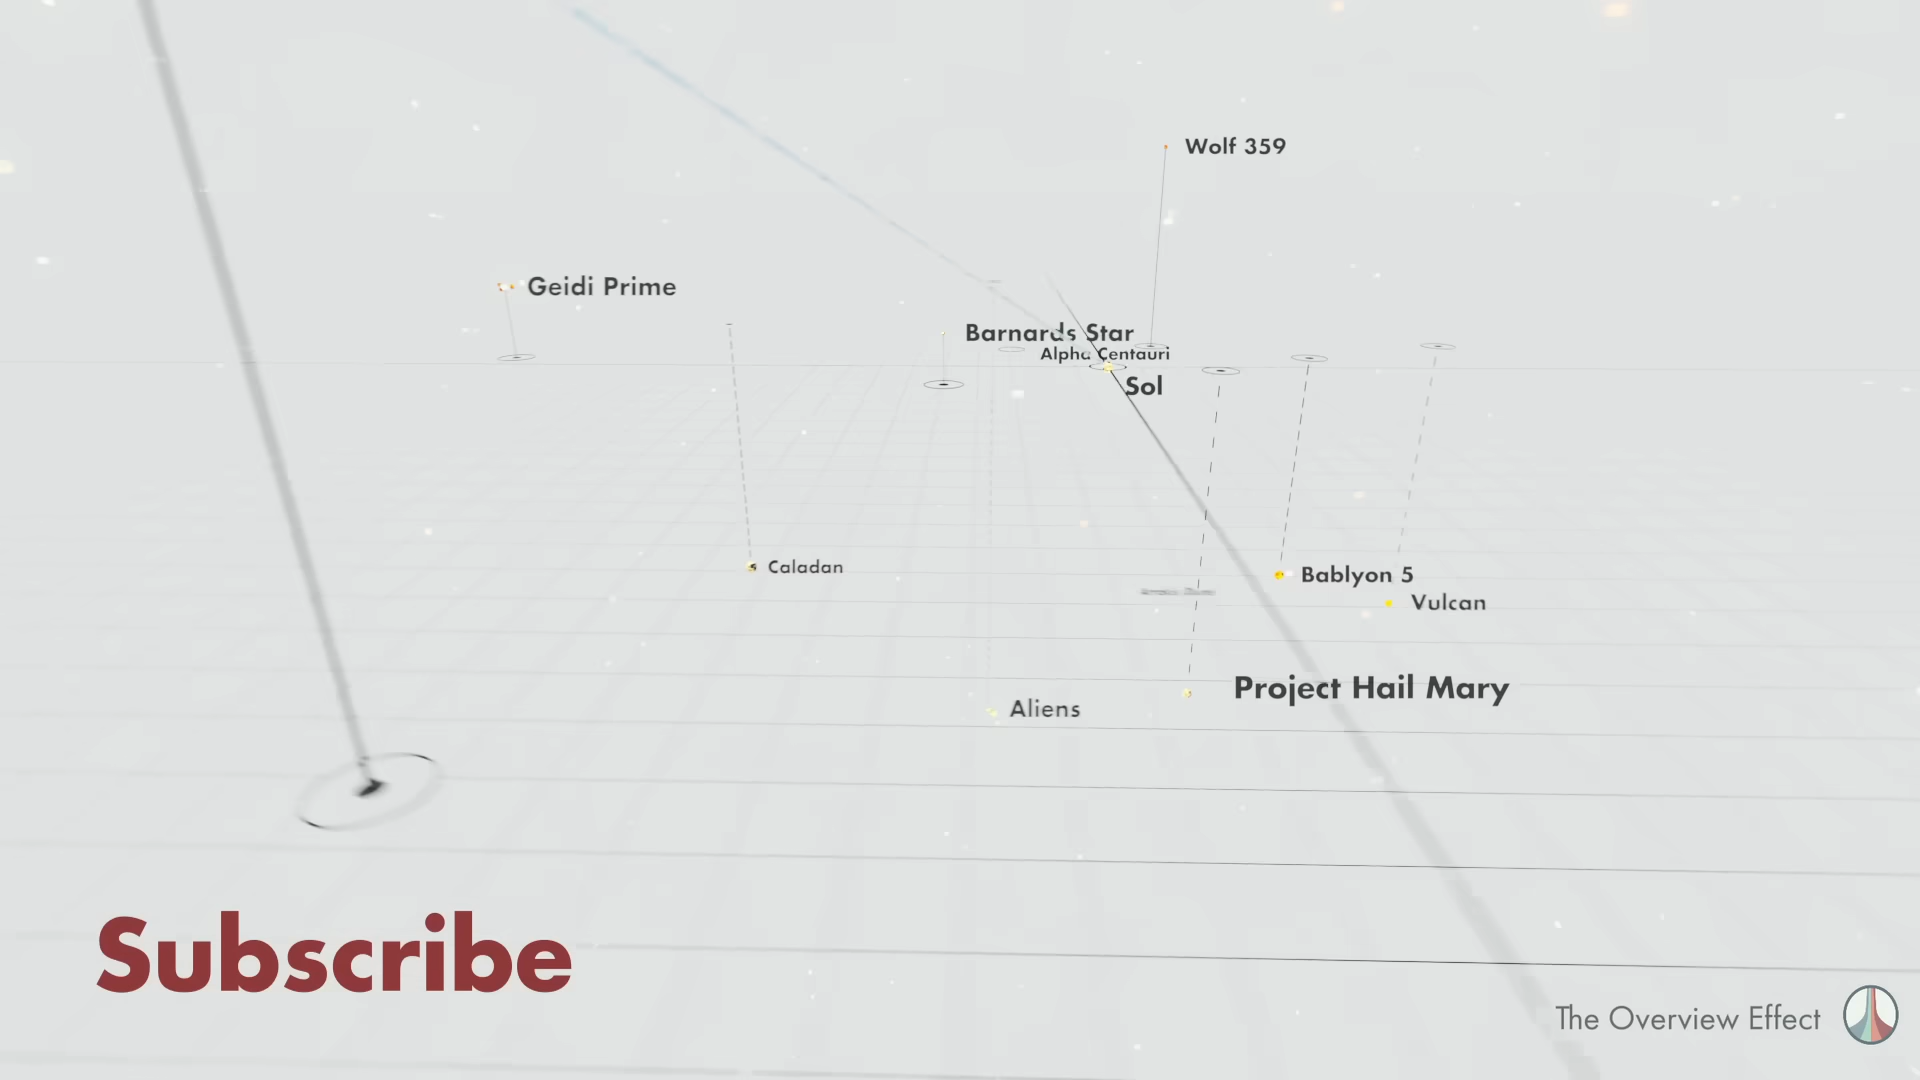 Wolf 359
Geidi Prime
Barnards Star
Alpha Centauri
Sol
Caladan
Bablyon 5
Vulcan
Project Hail Mary
Aliens
Subscribe
The Overview Effect